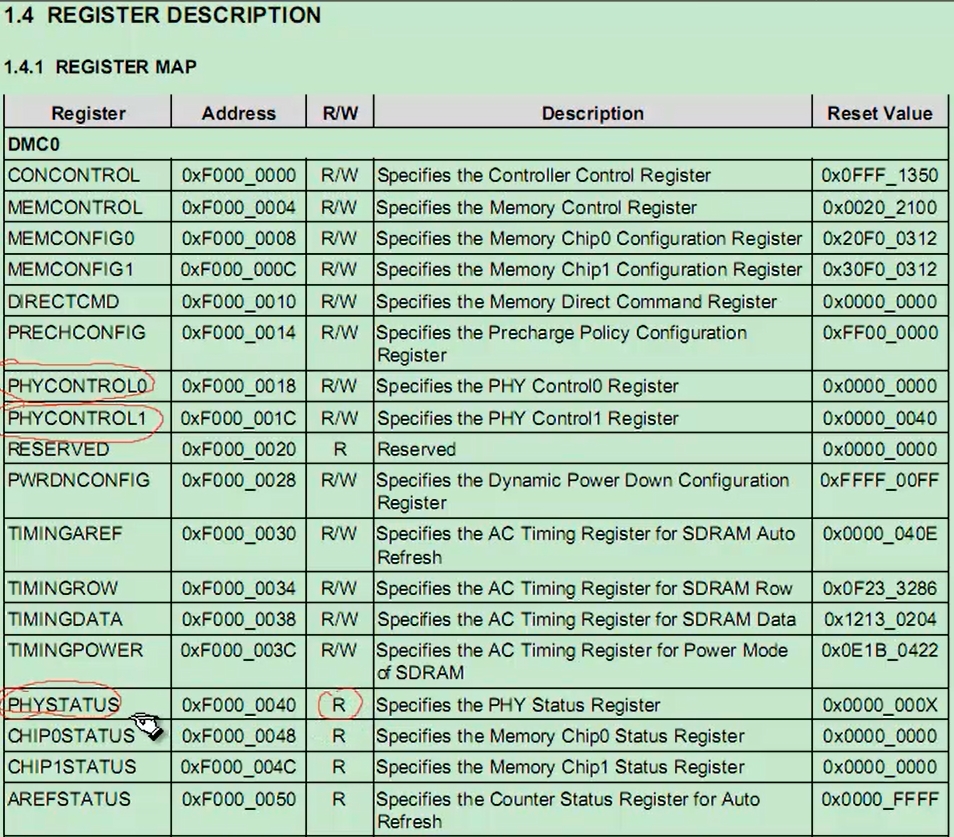 1.4 REGISTER DESCRIPTION
1.4.1 REGISTER MAP
Register Address R/W Description Reset Value
DMC0
CONCONTROL 0xF000_0000 R/W Specifies the Controller Control Register 0x0FFF_1350
MEMCONTROL 0xF000_0004 R/W Specifies the Memory Control Register 0x0020_2100
MEMCONFIG0 0xF000_0008 R/W Specifies the Memory Chip0 Configuration Register 0x20F0_0312
MEMCONFIG1 0xF000_000C R/W Specifies the Memory Chip1 Configuration Register 0x30F0_0312
DIRECTCMD 0xF000_0010 R/W Specifies the Memory Direct Command Register 0x0000_0000
PRECHCONFIG 0xF000_0014 R/W Specifies the Precharge Policy Configuration 0xFF00_0000
Register
PHYCONTROL0 0xF000_0018 R/W Specifies the PHY Control0 Register 0x0000_0000
PHYCONTROL1 0xF000_001C R/W Specifies the PHY Control1 Register 0x0000_0040
RESERVED 0xF000_0020 R Reserved 0x0000_0000
PWRDNCONFIG 0xF000_0028 R/W Specifies the Dynamic Power Down Configuration 0xFFFF_00FF
Register
TIMINGAREF 0xF000_0030 R/W Specifies the AC Timing Register for SDRAM Auto 0x0000_040E
Refresh
TIMINGROW 0xF000_0034 R/W Specifies the AC Timing Register for SDRAM Row 0x0F23_3286
TIMINGDATA 0xF000_0038 R/W Specifies the AC Timing Register for SDRAM Data 0x1213_0204
TIMINGPOWER 0xF000_003C R/W Specifies the AC Timing Register for Power Mode 0x0E1B_0422
of SDRAM
PHYSTATUS 0xF000_0040 R Specifies the PHY Status Register 0x0000_000X
CHIP0STATUS 0xF000_0048 R Specifies the Memory Chip0 Status Register 0x0000_0000
CHIP1STATUS 0xF000_004C R Specifies the Memory Chip1 Status Register 0x0000_0000
AREFSTATUS 0xF000_0050 R Specifies the Counter Status Register for Auto 0x0000_FFFF
Refresh